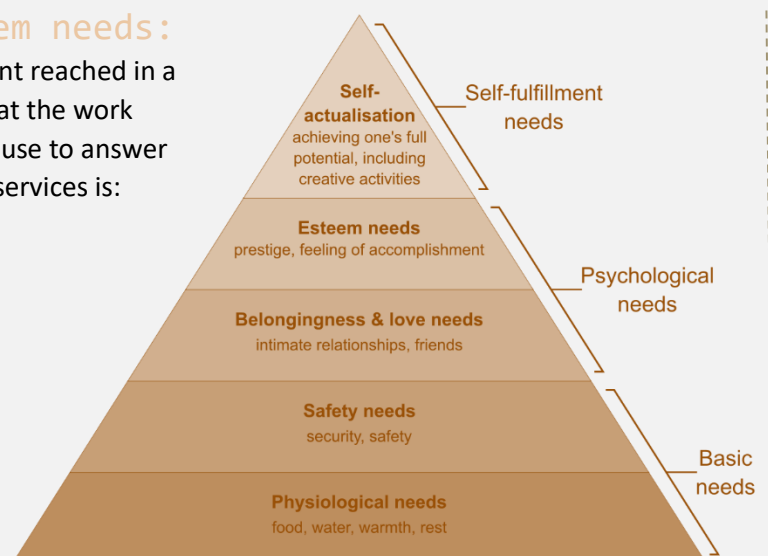 em needs:
nt reached in a
at the work
use to answer
services is:
Self-
actualisation
achieving one's full
potential, including
creative activities
Self-fulfillment
needs
Esteem needs
prestige, feeling of accomplishment
Belongingness & love needs
intimate relationships, friends
Psychological
needs
Safety needs
security, safety
Physiological needs
food, water, warmth, rest
Basic
needs